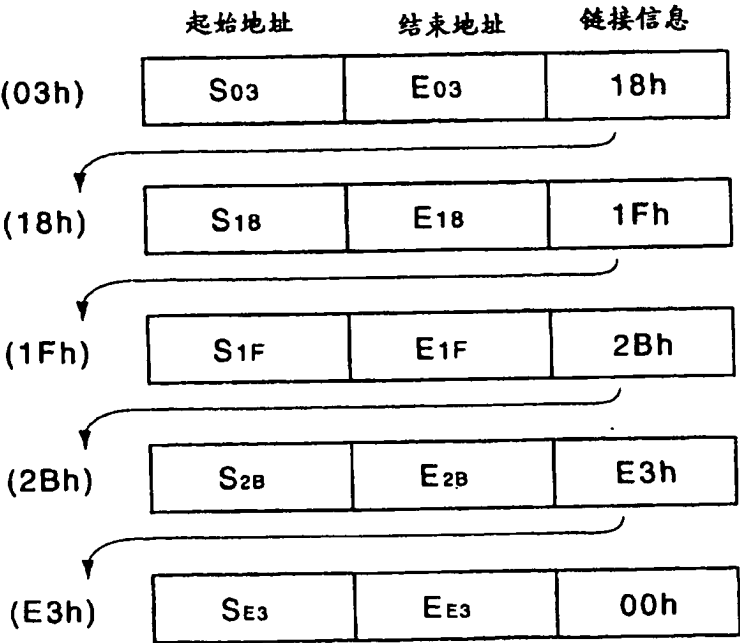 起始地址 结束地址 链接信息
(03h) S03 E03 18h
(18h) S18 E18 1Fh
(1Fh) S1F E1F 2Bh
(2Bh) S2B E2B E3h
(E3h) SE3 EE3 00h